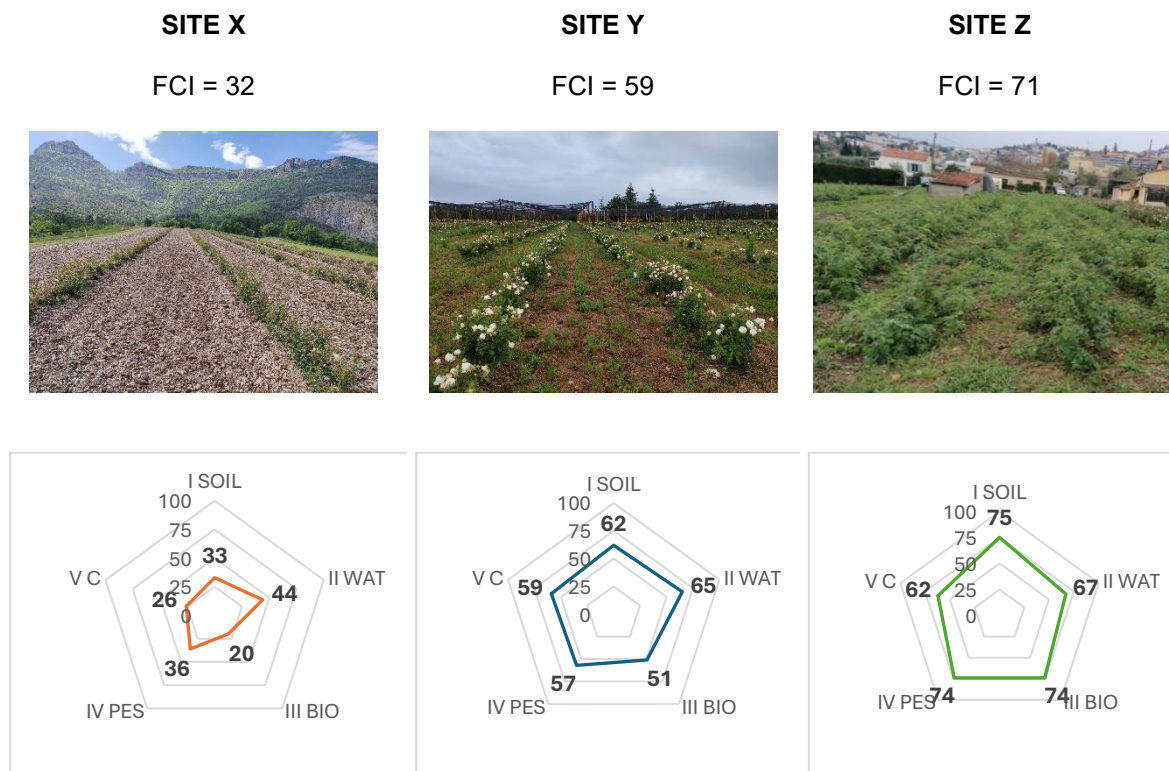 SITE X
FCI = 32
SITE Y
FCI = 59
SITE Z
FCI = 71
I SOIL
100
75
50
25
0
33
44
20
36
26
II WAT
III BIO
IV PES
V C
I SOIL
100
75
50
25
0
62
65
51
57
59
II WAT
III BIO
IV PES
V C
I SOIL
100
75
50
25
0
75
67
74
74
62
II WAT
III BIO
IV PES
V C